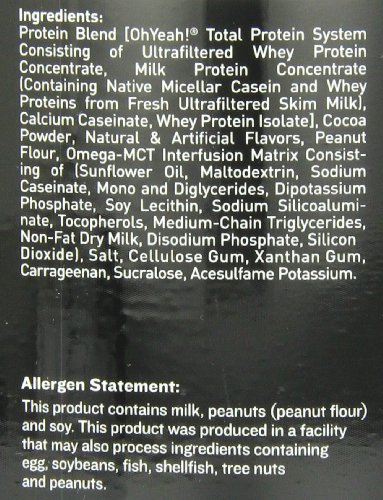 Ingredients:
Protein Blend [OhYeah!® Total Protein System
Consisting of Ultrafiltered Whey Protein
Concentrate, Milk Protein Concentrate
(Containing Native Micellar Casein and Whey
Proteins from Fresh Ultrafiltered Skim Milk),
Calcium Caseinate, Whey Protein Isolate], Cocoa
Powder, Natural & Artificial Flavors, Peanut
Flour, Omega-MCT Interfusion Matrix Consist-
ing of (Sunflower Oil, Maltodextrin, Sodium
Caseinate, Mono and Diglycerides, Dipotassium
Phosphate, Soy Lecithin, Sodium Silicoalumi-
nate, Tocopherols, Medium-Chain Triglycerides,
Non-Fat Dry Milk, Disodium Phosphate, Silicon
Dioxide), Salt, Cellulose Gum, Xanthan Gum,
Carrageenan, Sucralose, Acesulfame Potassium.
Allergen Statement:
This product contains milk, peanuts (peanut flour)
and soy. This product was produced in a facility
that may also process ingredients containing
egg, soybeans, fish, shellfish, tree nuts
and peanuts.